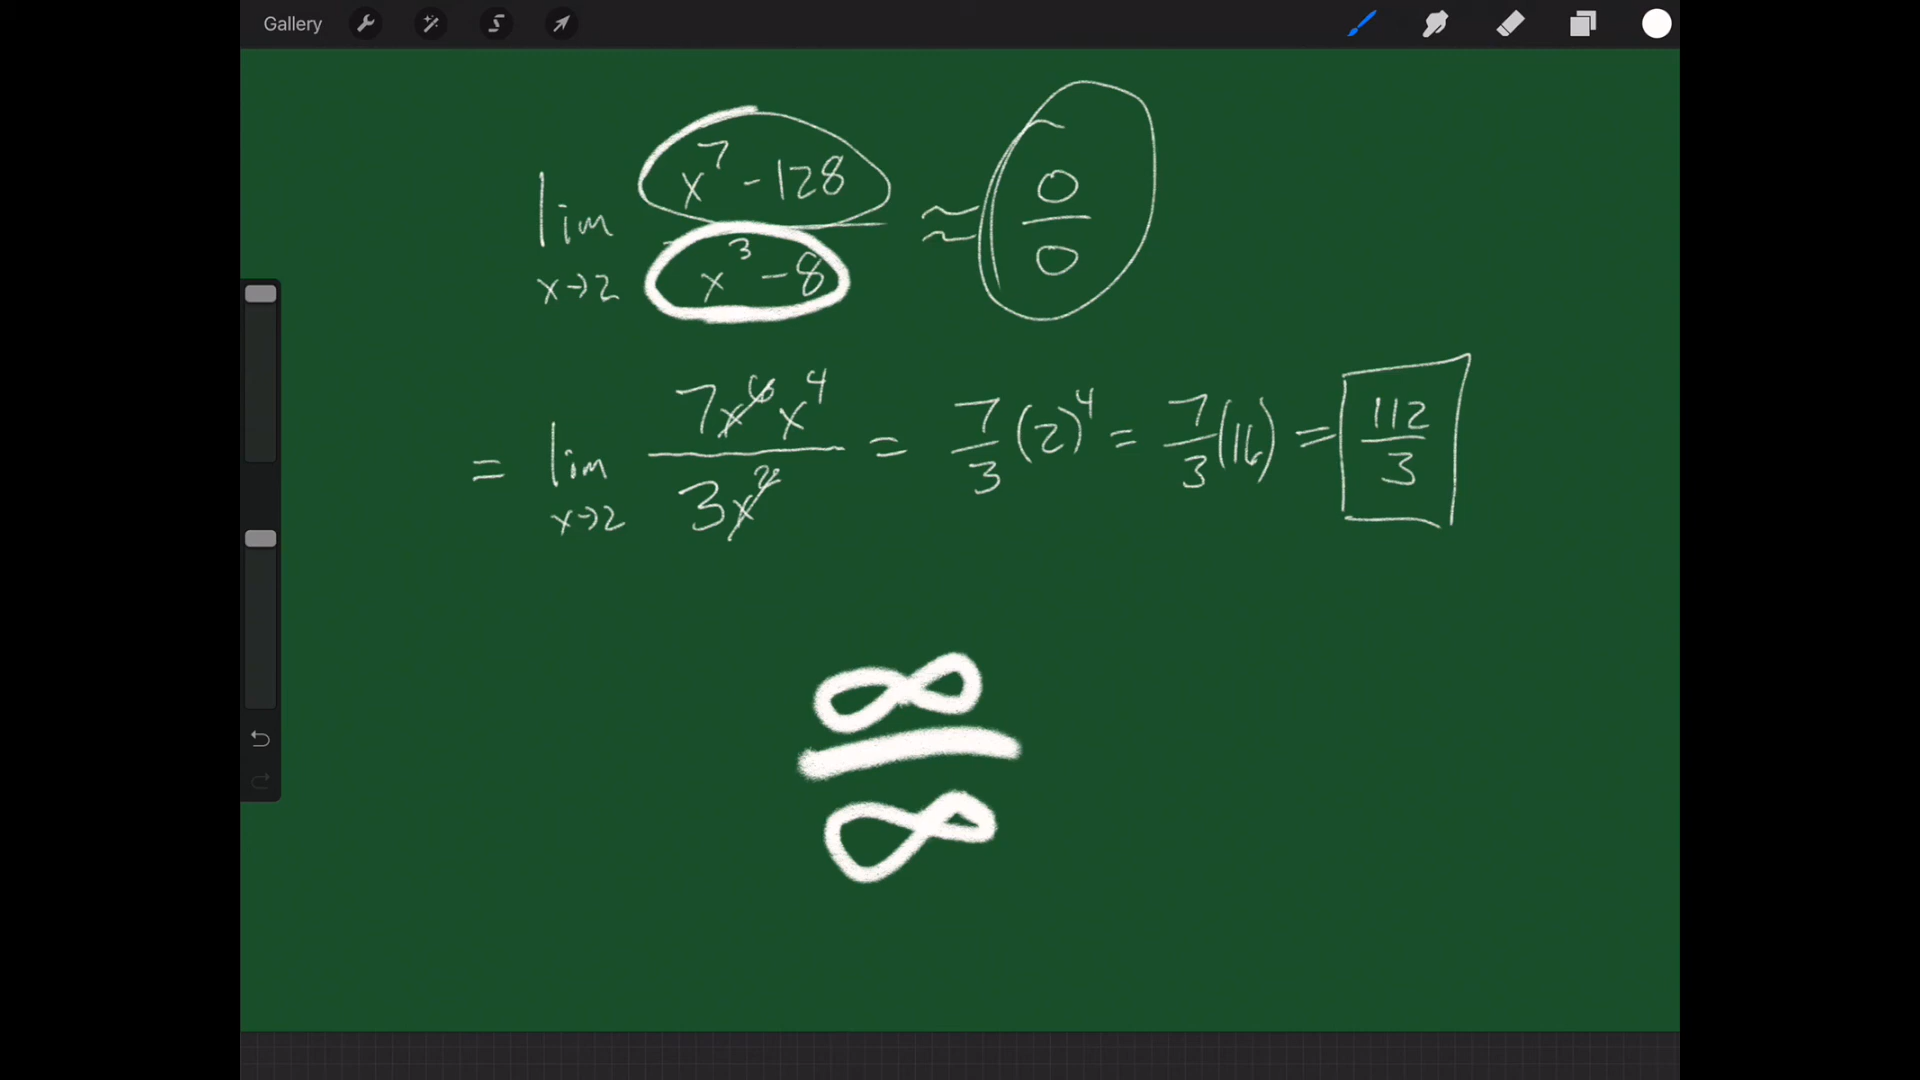 Gallery
lim x→2 x^7 - 128 / x^3 - 8 ≈ 0/0
= lim x→2 7x^6 x^4 / 3x^2 = 7/3 (2)^4 = 7/3 (16) = 112/3
∞
∞